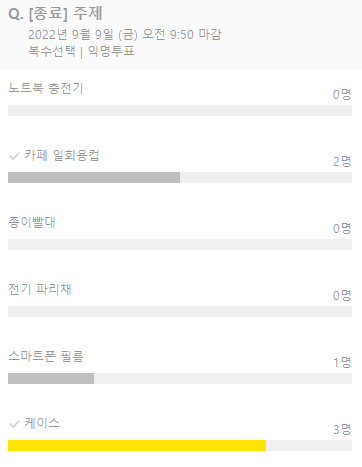 Q. [종료] 주제
2022년 9월 9일 (금) 오전 9:50 마감
복수선택 | 익명투표
노트북 충전기
0명
카페 일회용컵
2명
종이빨대
0명
전기 파리채
0명
스마트폰 필름
1명
케이스
3명